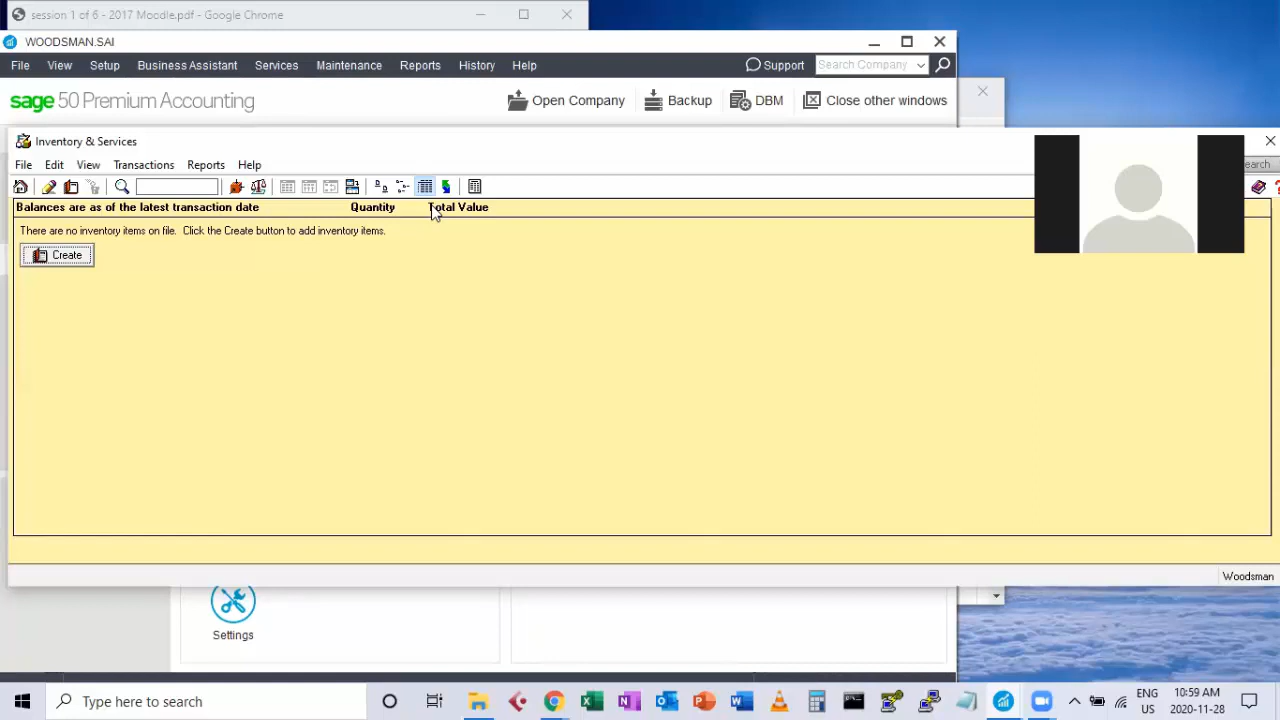 session 1 of 6 - 2017 Moodle.pdf - Google Chrome
WOODSMAN.SAI
File View Setup Business Assistant Services Maintenance Reports History Help Support Search Company
sage 50 Premium Accounting Open Company Backup DBM Close other windows
Inventory & Services
File Edit View Transactions Reports Help earch
Balances are as of the latest transaction date Quantity Total Value
There are no inventory items on file. Click the Create button to add inventory items.
Create
Woodsman
Settings
Type here to search
ENG 10:59 AM
US 2020-11-28